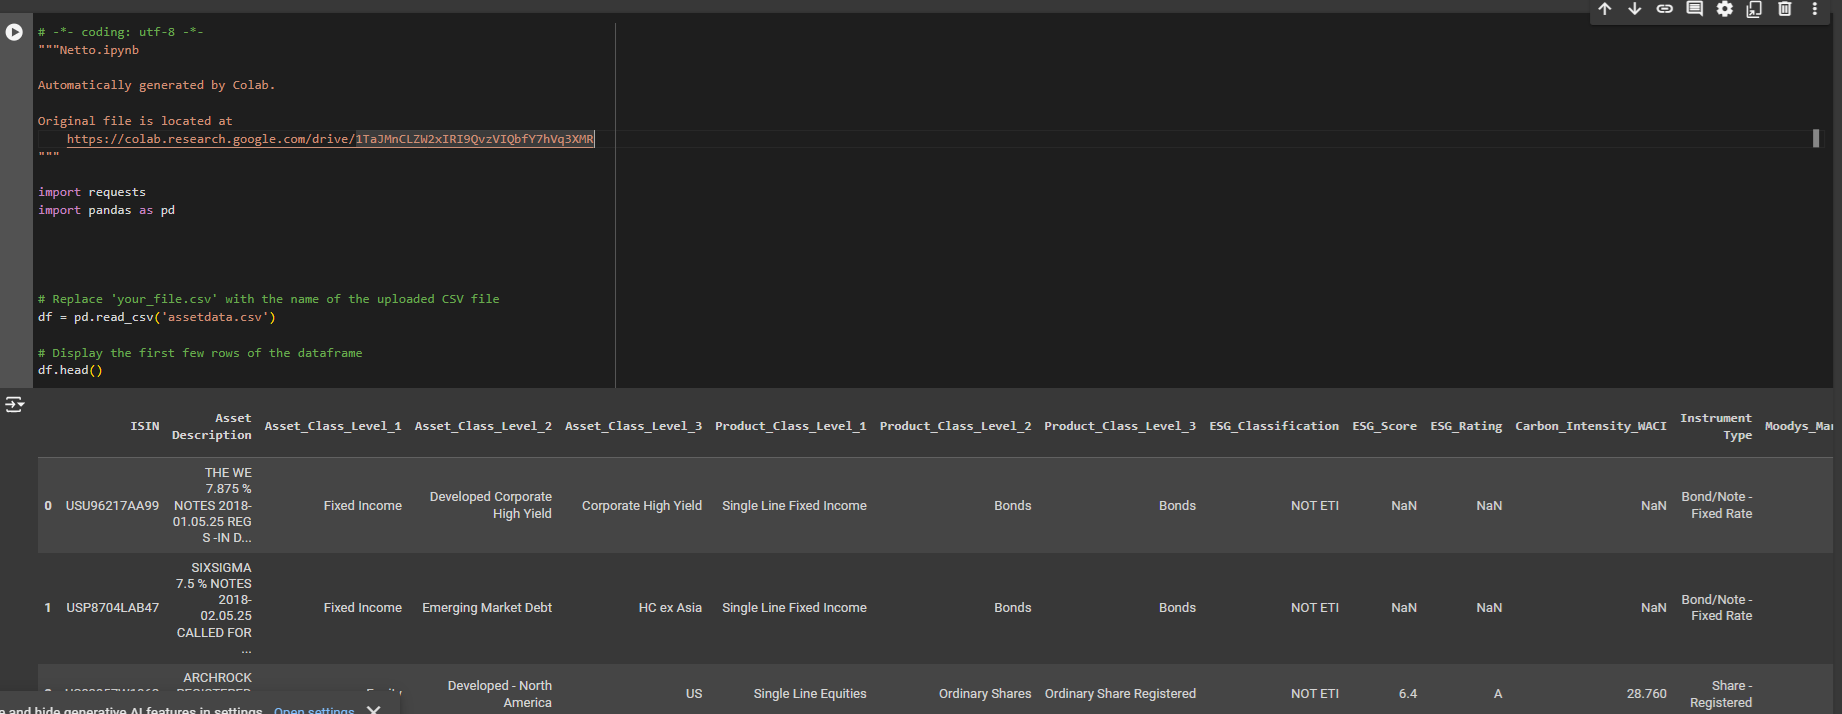 # -*- coding: utf-8 -*-
"""Netto.ipynb
Automatically generated by Colab.
Original file is located at
https://colab.research.google.com/drive/1TaJMnCLZW2xIRI9QvzVIQbfY7hVq3XMR
"""
import requests
import pandas as pd
# Replace 'your_file.csv' with the name of the uploaded CSV file
df = pd.read_csv('assetdata.csv')
# Display the first few rows of the dataframe
df.head()
ISIN Asset Description Asset_Class_Level_1 Asset_Class_Level_2 Asset_Class_Level_3 Product_Class_Level_1 Product_Class_Level_2 Product_Class_Level_3 ESG_Classification ESG_Score ESG_Rating Carbon_Intensity_WACI Instrument Type
0 USU96217AA99 THE WE 7.875 % NOTES 2018-01.05.25 REG S -IN D... Fixed Income Developed Corporate High Yield Corporate High Yield Single Line Fixed Income Bonds Bonds NOT ETI NaN NaN NaN Bond/Note - Fixed Rate
1 USP8704LAB47 SIXSIGMA 7.5 % NOTES 2018-02.05.25 CALLED FOR ... Fixed Income Emerging Market Debt HC ex Asia Single Line Fixed Income Bonds Bonds NOT ETI NaN NaN NaN Bond/Note - Fixed Rate
ARCHROCK Developed - North America US Single Line Equities Ordinary Shares Ordinary Share Registered NOT ETI 6.4 A 28.760 Share - Registered
and hide generative AI features in settings. Open settings